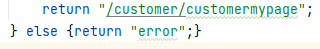 return "/customer/customermypage";
} else {return "error";}